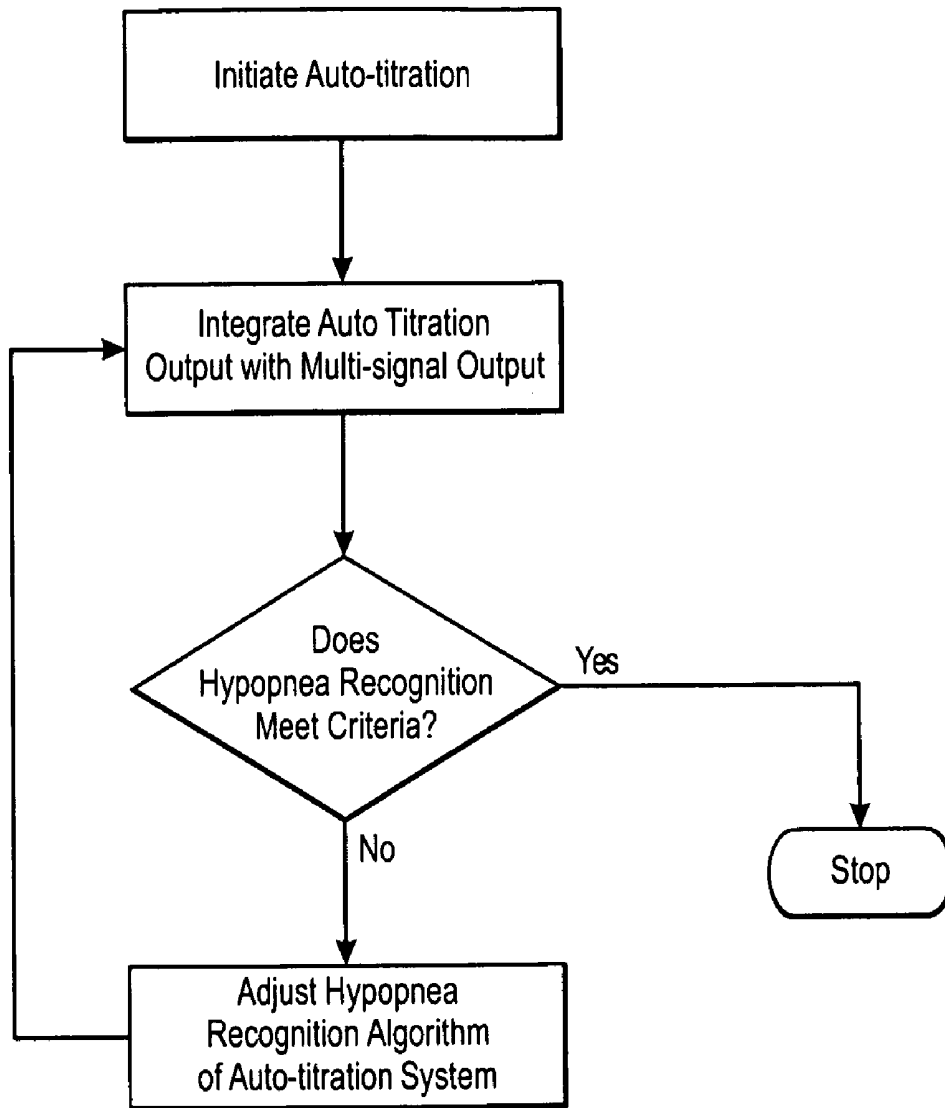 Initiate Auto-titration
Integrate Auto Titration
Output with Multi-signal Output
Does
Hypopnea Recognition
Meet Criteria?
Yes
No
Stop
Adjust Hypopnea
Recognition Algorithm
of Auto-titration System